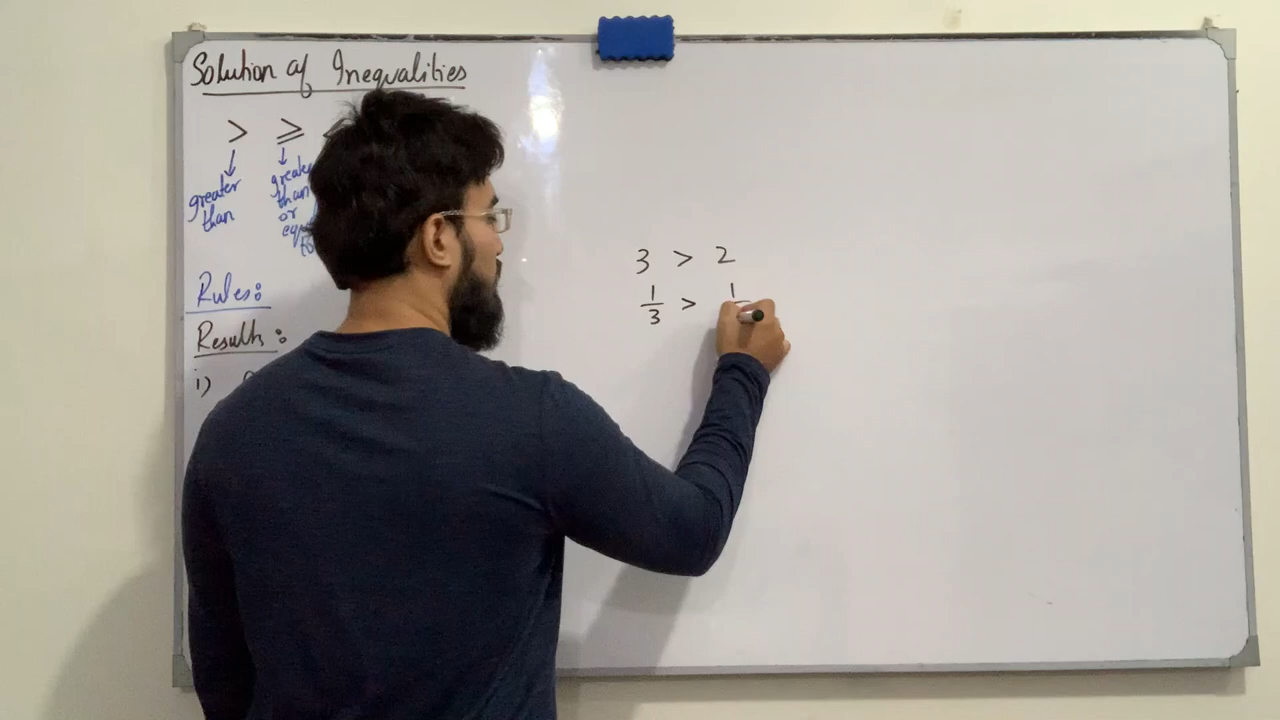 Solution of Inequalities
> ≥
greater than
greater than or
Rules:
Results:
i)
3 > 2
1/3 > 1